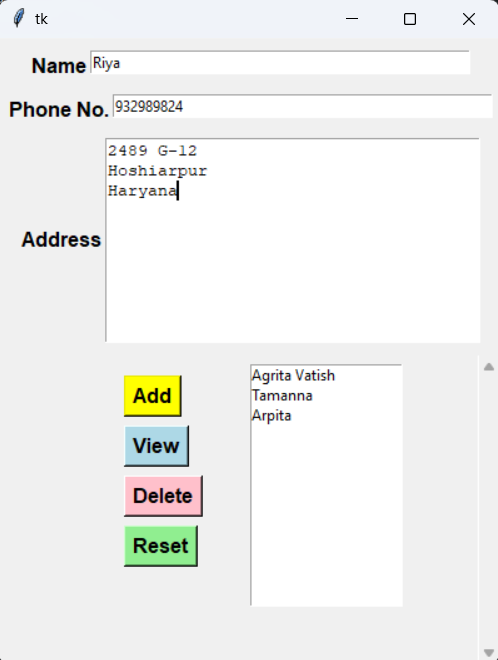 tk
Name Riya
Phone No. 932989824
Address
2489 G-12
Hoshiarpur
Haryana
Add
View
Delete
Reset
Agrita Vatish
Tamanna
Arpita